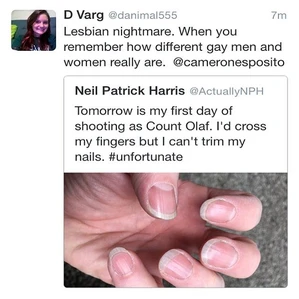 D Varg @danimal555 7m
Lesbian nightmare. When you
remember how different gay men and
women really are. @cameronesposito
Neil Patrick Harris @ActuallyNPH
Tomorrow is my first day of
shooting as Count Olaf. I'd cross
my fingers but I can't trim my
nails. #unfortunate